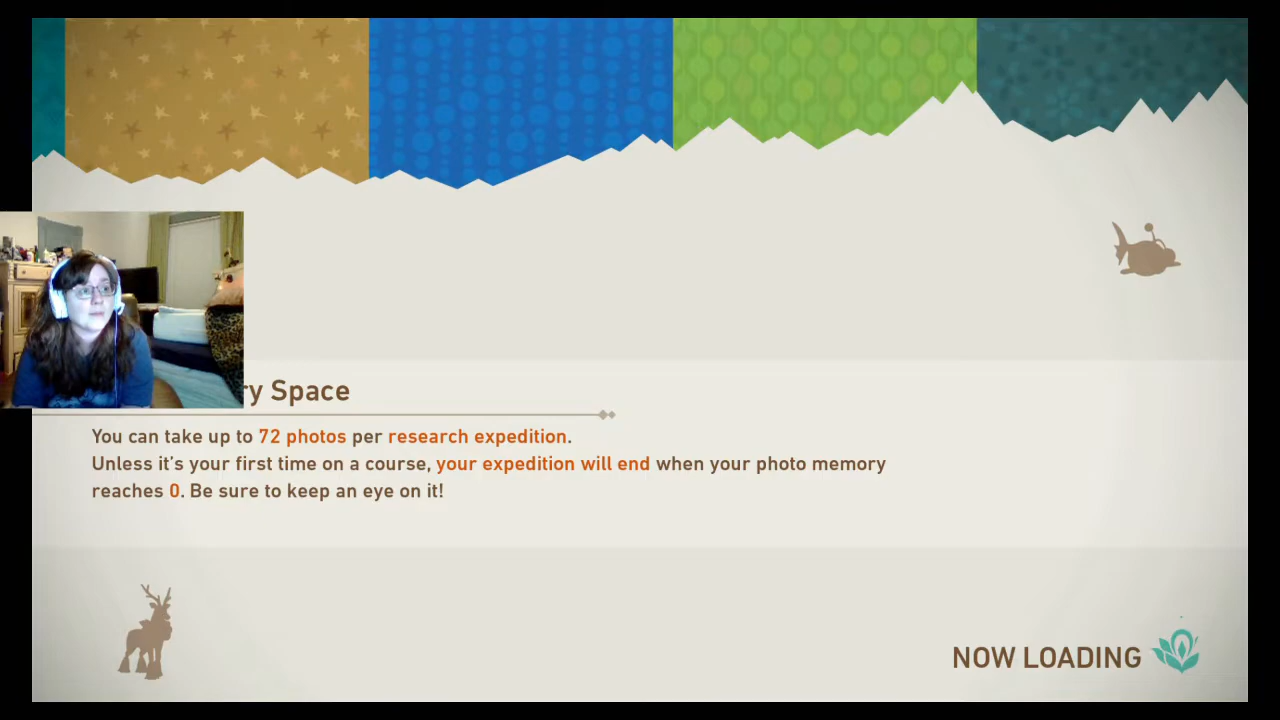 Space
You can take up to 72 photos per research expedition.
Unless it's your first time on a course, your expedition will end when your photo memory
reaches 0. Be sure to keep an eye on it!
NOW LOADING